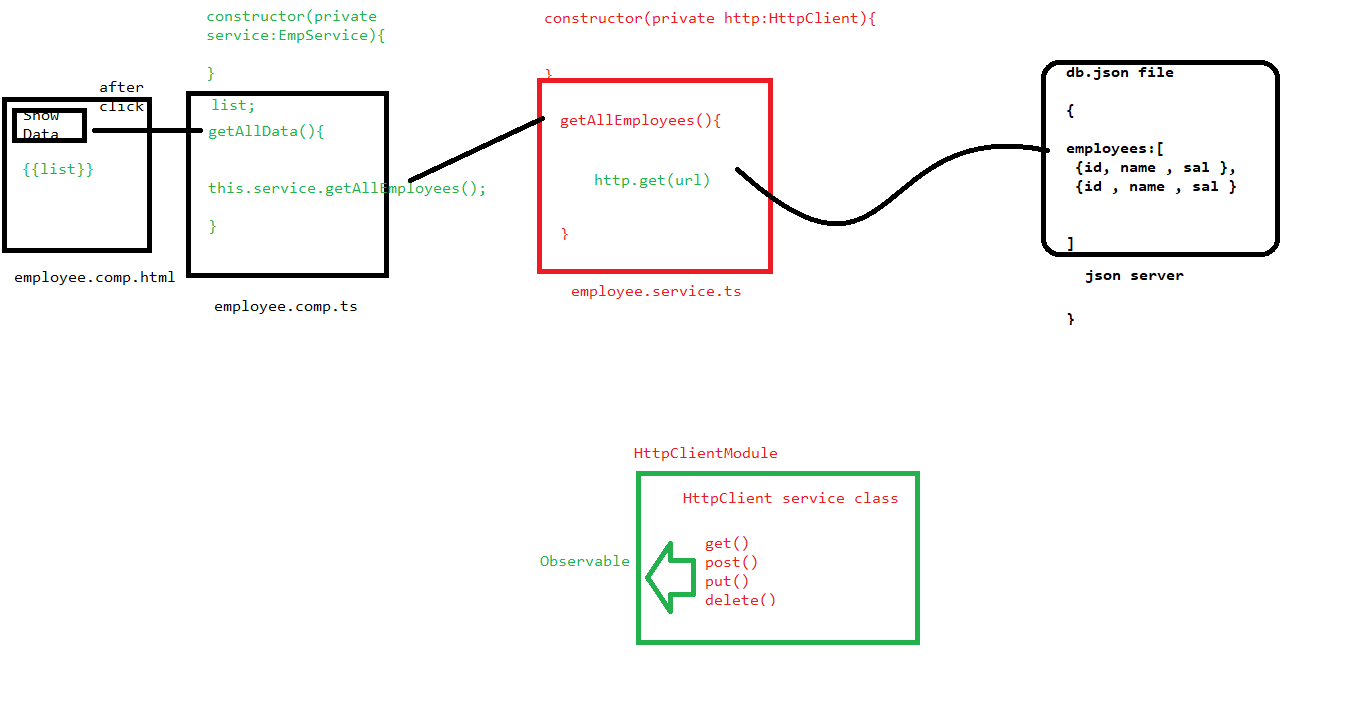 after
click
Show
Data
{{list}}
employee.comp.html
constructor(private
service:EmpService){
}
list;
getAllData(){
this.service.getAllEmployees();
}
employee.comp.ts
constructor(private http:HttpClient){
}
getAllEmployees(){
http.get(url)
}
employee.service.ts
db.json file
{
employees:[
{id, name , sal },
{id , name , sal }
]
json server
}
HttpClientModule
HttpClient service class
Observable
get()
post()
put()
delete()